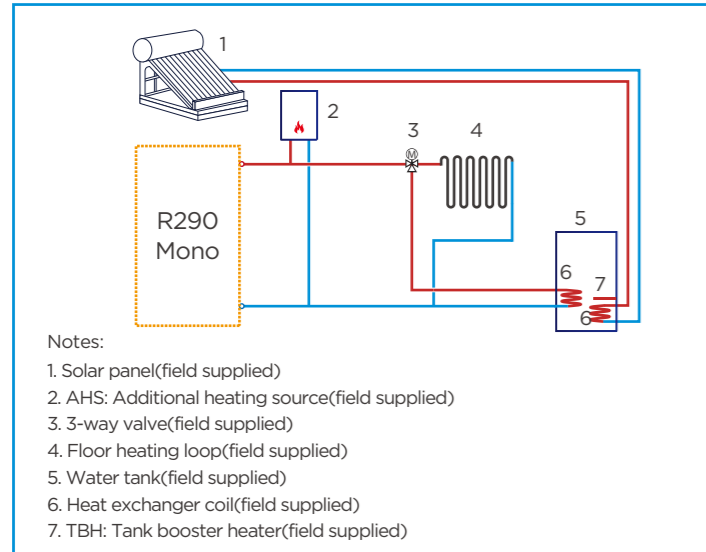 1
2
3
4
M
R290
Mono
5
6
7
6
Notes:
1. Solar panel(field supplied)
2. AHS: Additional heating source(field supplied)
3. 3-way valve(field supplied)
4. Floor heating loop(field supplied)
5. Water tank(field supplied)
6. Heat exchanger coil(field supplied)
7. TBH: Tank booster heater(field supplied)